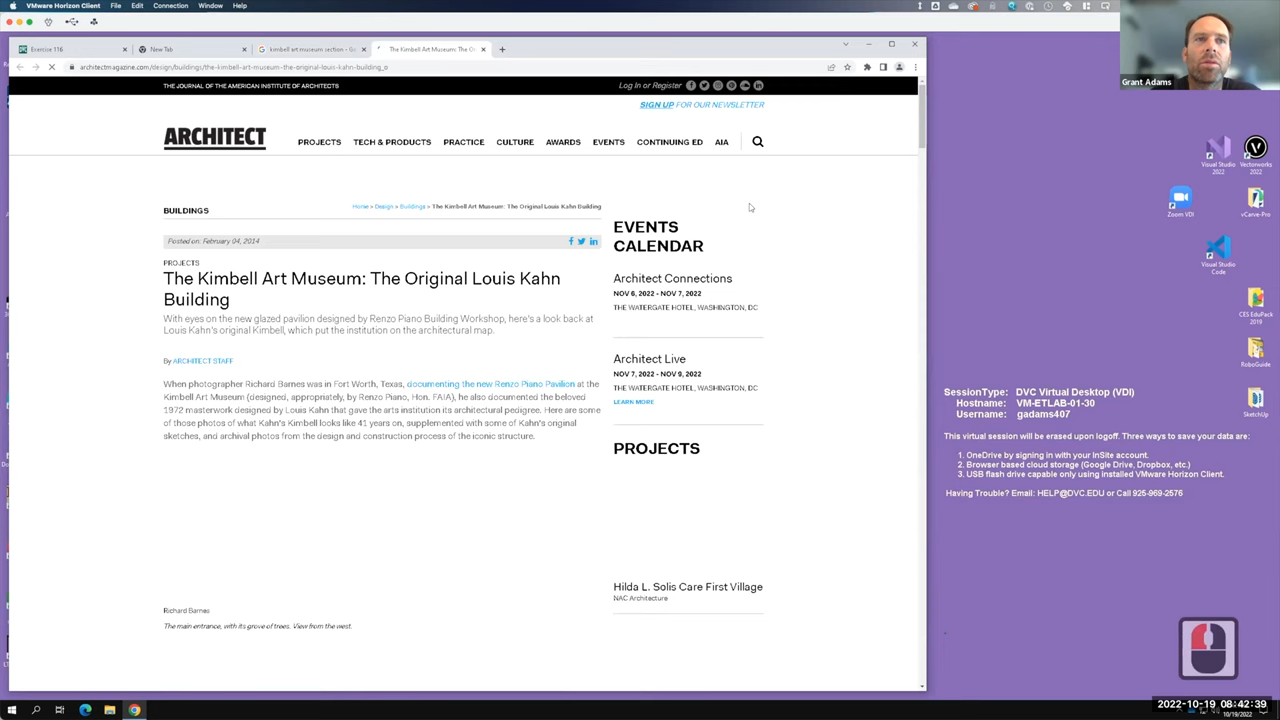 VMware Horizon Client File Edit Connection Window Help
Exercise 116
New Tab
kimbell art museum section - Go
The Kimbell Art Museum: The Or
architectmagazine.com/design/buildings/the-kimbell-art-museum-the-original-louis-kahn-building_o
Grant Adams
THE JOURNAL OF THE AMERICAN INSTITUTE OF ARCHITECTS
Log In or Register
SIGN UP FOR OUR NEWSLETTER
ARCHITECT
PROJECTS TECH & PRODUCTS PRACTICE CULTURE AWARDS EVENTS CONTINUING ED AIA
BUILDINGS
Home » Design » Buildings » The Kimbell Art Museum: The Original Louis Kahn Building
Posted on: February 04, 2014
PROJECTS
The Kimbell Art Museum: The Original Louis Kahn
Building
With eyes on the new glazed pavilion designed by Renzo Piano Building Workshop, here's a look back at
Louis Kahn's original Kimbell, which put the institution on the architectural map.
By ARCHITECT STAFF
When photographer Richard Barnes was in Fort Worth, Texas, documenting the new Renzo Piano Pavilion at the
Kimbell Art Museum (designed, appropriately, by Renzo Piano, Hon. FAIA), he also documented the beloved
1972 masterwork designed by Louis Kahn that gave the arts institution its architectural pedigree. Here are some
of those photos of what Kahn's Kimbell looks like 41 years on, supplemented with some of Kahn's original
sketches, and archival photos from the design and construction process of the iconic structure.
Richard Barnes
The main entrance, with its grove of trees. View from the west.
EVENTS
CALENDAR
Architect Connections
NOV 6, 2022 - NOV 7, 2022
THE WATERGATE HOTEL, WASHINGTON, DC
Architect Live
NOV 7, 2022 - NOV 9, 2022
THE WATERGATE HOTEL, WASHINGTON, DC
LEARN MORE
PROJECTS
Hilda L. Solis Care First Village
NAC Architecture
Visual Studio
2022
Vectorworks
2022
Zoom VDI
vCarve-Pro
Visual Studio
Code
CES EduPack
2019
RoboGuide
SketchUp
SessionType: DVC Virtual Desktop (VDI)
Hostname: VM-ETLAB-01-30
Username: gadams407
This virtual session will be erased upon logoff. Three ways to save your data are:
1. OneDrive by signing in with your InSite account.
2. Browser based cloud storage (Google Drive, Dropbox, etc.)
3. USB flash drive capable only using installed VMware Horizon Client.
Having Trouble? Email: HELP@DVC.EDU or Call 925-969-2576
2022-10-19 08:42:39
10/19/2022